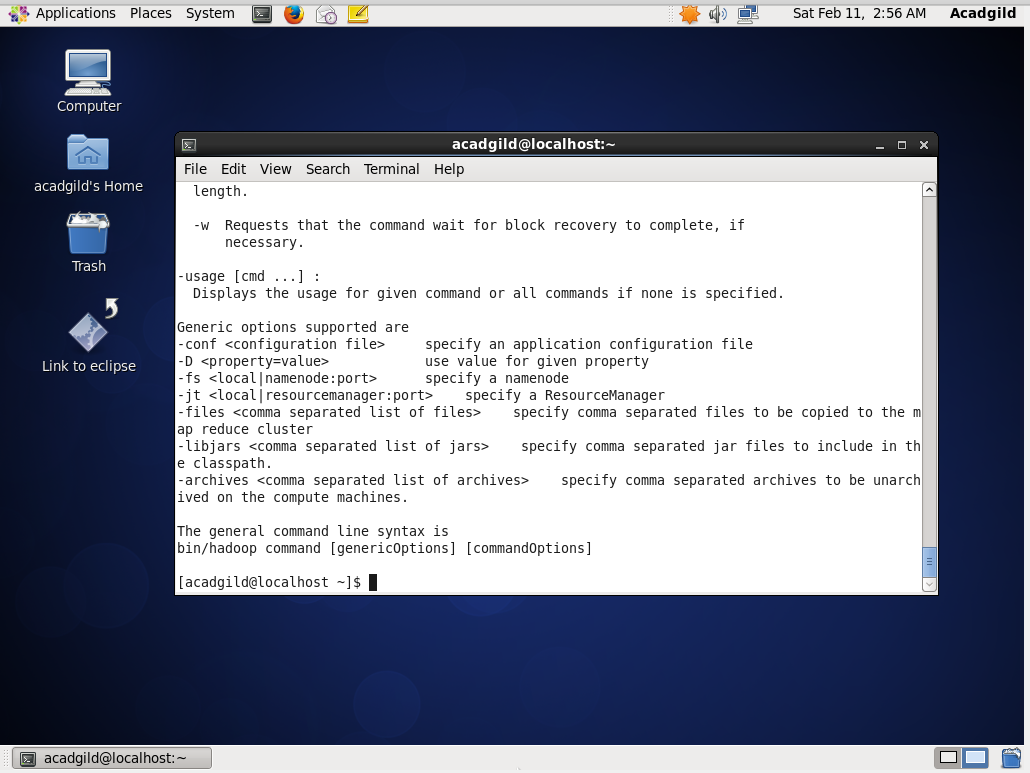 Applications Places System Sat Feb 11, 2:56 AM Acadgild
Computer
acadgild's Home
Trash
Link to eclipse
acadgild@localhost:~
File Edit View Search Terminal Help
length.
-w Requests that the command wait for block recovery to complete, if
necessary.
-usage [cmd ...] :
Displays the usage for given command or all commands if none is specified.
Generic options supported are
-conf <configuration file> specify an application configuration file
-D <property=value> use value for given property
-fs <local|namenode:port> specify a namenode
-jt <local|resourcemanager:port> specify a ResourceManager
-files <comma separated list of files> specify comma separated files to be copied to the m
ap reduce cluster
-libjars <comma separated list of jars> specify comma separated jar files to include in th
e classpath.
-archives <comma separated list of archives> specify comma separated archives to be unarch
ived on the compute machines.
The general command line syntax is
bin/hadoop command [genericOptions] [commandOptions]
[acadgild@localhost ~]$
acadgild@localhost:~